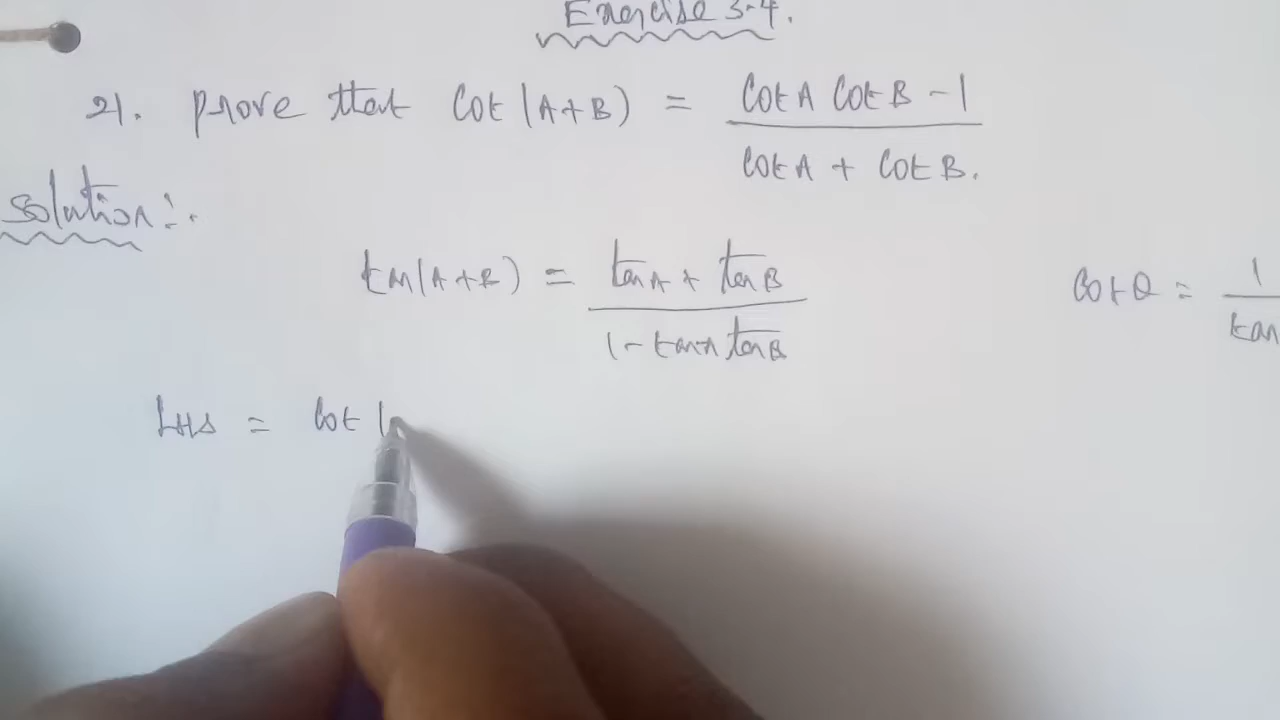 Exercise 3.4.
21. Prove that Cot (A+B) = CotA CotB - 1 / CotA + CotB.
Solution:-
tan(A+B) = tanA + tanB / 1 - tanA tanB
Cot θ = 1 / tan
LHS = Cot (